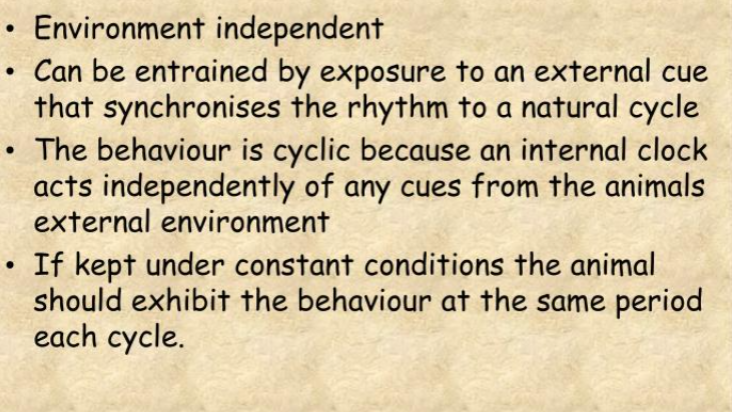 • Environment independent
• Can be entrained by exposure to an external cue
that synchronises the rhythm to a natural cycle
• The behaviour is cyclic because an internal clock
acts independently of any cues from the animals
external environment
• If kept under constant conditions the animal
should exhibit the behaviour at the same period
each cycle.